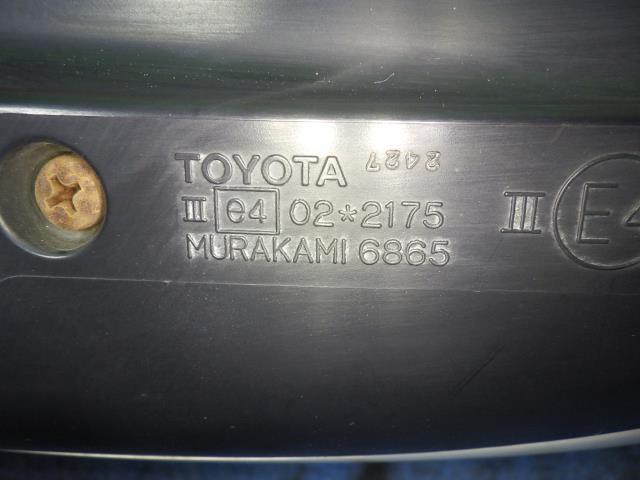 TOYOTA 2427
III e4 02*2175 III E4
MURAKAMI 6865